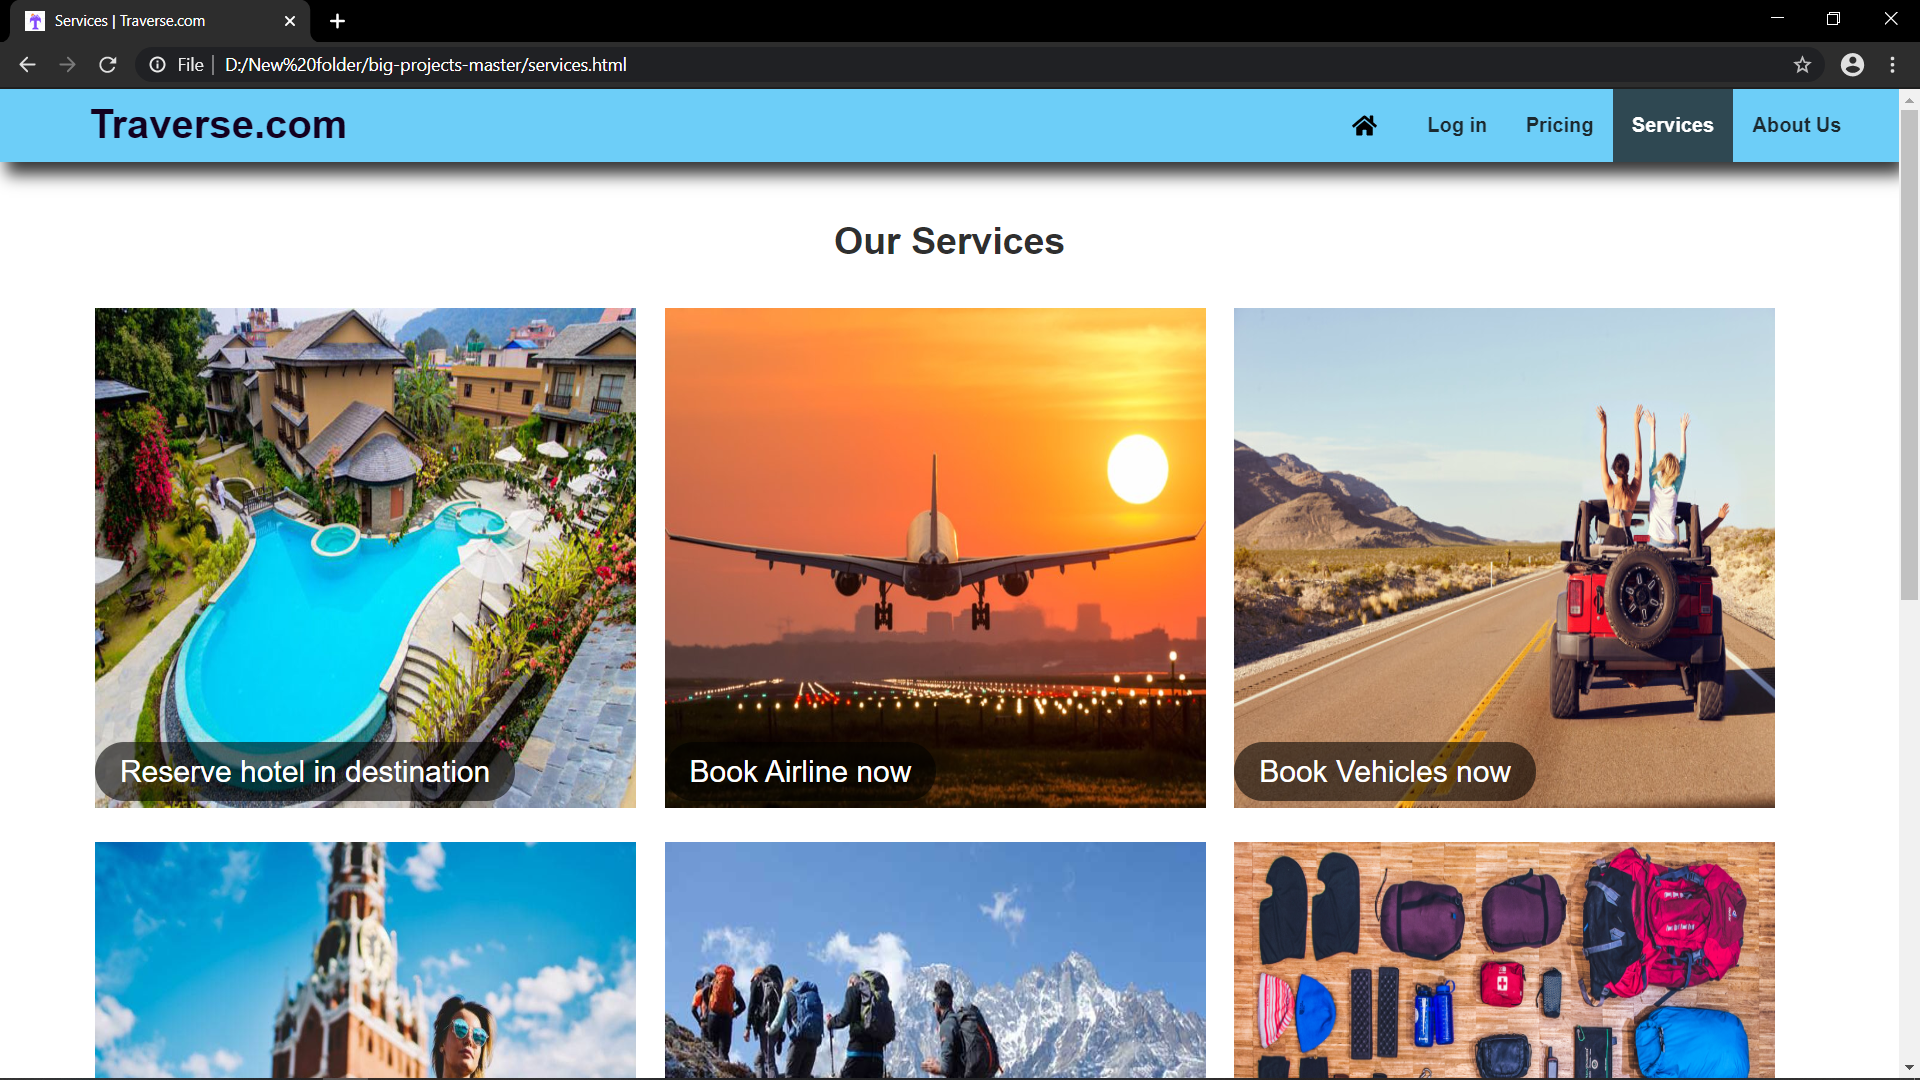 Services | Traverse.com
File
D:/New%20folder/big-projects-master/services.html
Traverse.com
Log in
Pricing
Services
About Us
Our Services
Reserve hotel in destination
Book Airline now
Book Vehicles now